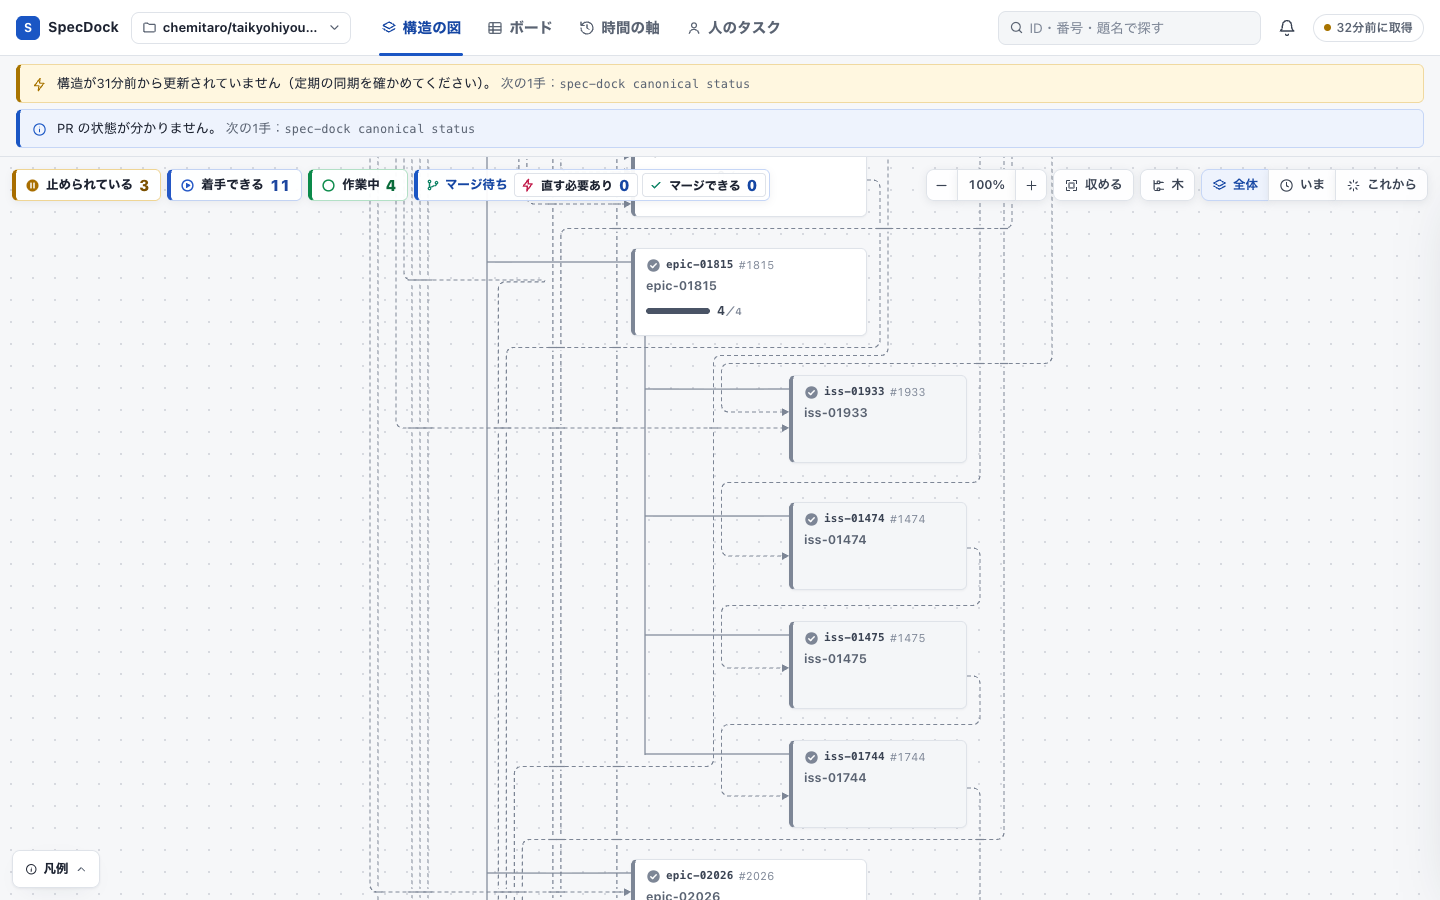 S SpecDock chemitaro/taikyohiyou... 構造の図 ボード 時間の軸 人のタスク ID・番号・題名で探す 32分前に取得
構造が31分前から更新されていません（定期の同期を確かめてください）。 次の1手：spec-dock canonical status
PR の状態が分かりません。 次の1手：spec-dock canonical status
止められている 3 着手できる 11 作業中 4 マージ待ち 直す必要あり 0 マージできる 0 100% 収める 木 全体 いま これから
epic-01815 #1815
epic-01815
4/4
iss-01933 #1933
iss-01933
iss-01474 #1474
iss-01474
iss-01475 #1475
iss-01475
iss-01744 #1744
iss-01744
epic-02026 #2026
epic-02026
凡例